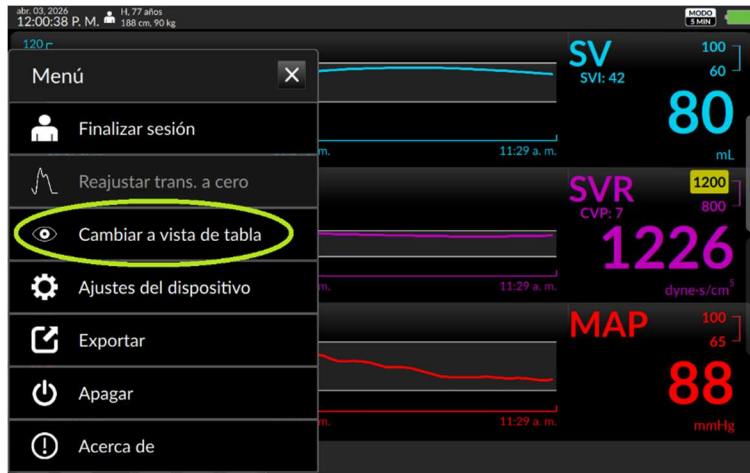 abr. 03, 2026
12:00:38 P. M.
H, 77 años
188 cm, 90 kg
MODO
5 MIN
120
Menú
Finalizar sesión
Reajustar trans. a cero
Cambiar a vista de tabla
Ajustes del dispositivo
Exportar
Apagar
Acerca de
m.
11:29 a. m.
SV
SVI: 42
100
60
80
mL
m.
11:29 a. m.
SVR
CVP: 7
1200
800
1226
dyne-s/cm⁵
m.
11:29 a. m.
MAP
100
65
88
mmHg